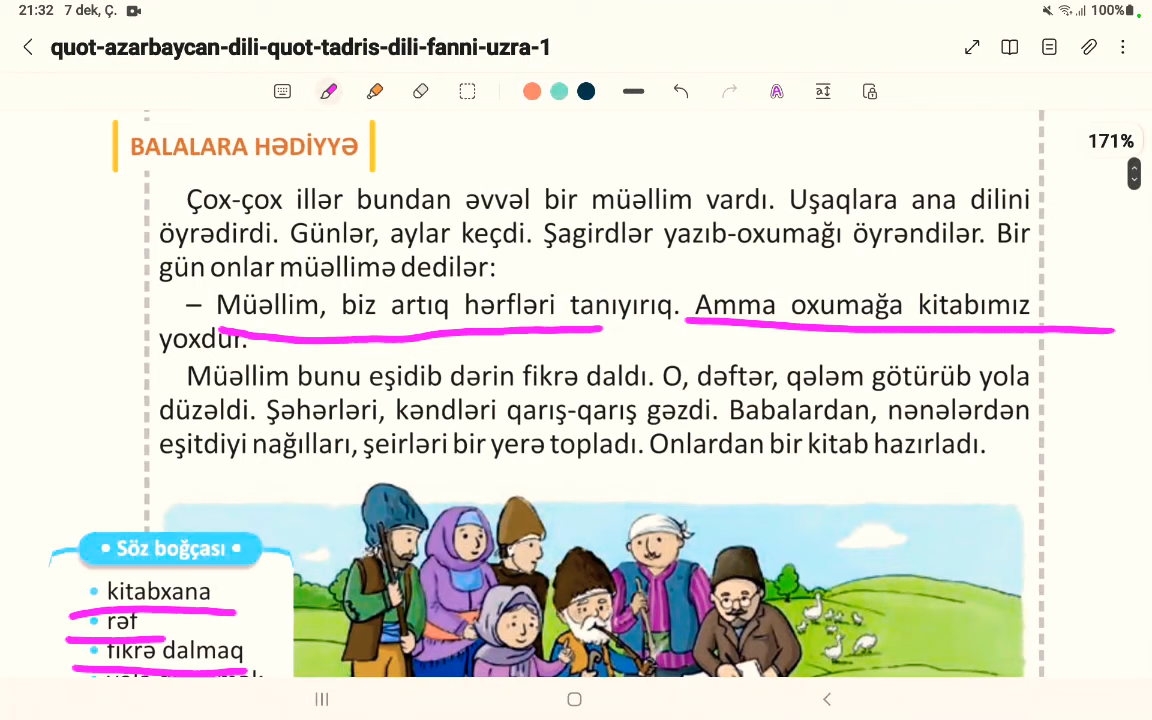 21:32 7 dek, Ç. 100%
quot-azarbaycan-dili-quot-tadris-dili-fanni-uzra-1
171%
BALALARA HƏDİYYƏ
Çox-çox illər bundan əvvəl bir müəllim vardı. Uşaqlara ana dilini
öyrədirdi. Günlər, aylar keçdi. Şagirdlər yazıb-oxumağı öyrəndilər. Bir
gün onlar müəllimə dedilər:
– Müəllim, biz artıq hərfləri tanıyırıq. Amma oxumağa kitabımız
yoxdur.
Müəllim bunu eşidib dərin fikrə daldı. O, dəftər, qələm götürüb yola
düzəldi. Şəhərləri, kəndləri qarış-qarış gəzdi. Babalardan, nənələrdən
eşitdiyi nağılları, şeirləri bir yerə topladı. Onlardan bir kitab hazırladı.
• Söz boğçası •
• kitabxana
• rəf
• fikrə dalmaq